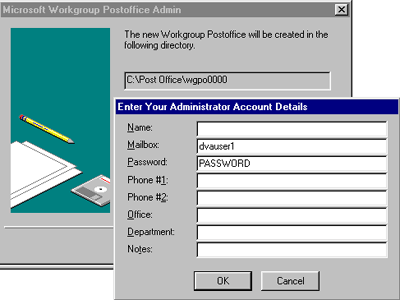 Microsoft Workgroup Postoffice Admin
The new Workgroup Postoffice will be created in the
following directory.
C:\Post Office\wgpo0000
Enter Your Administrator Account Details
Name:
Mailbox: dvauser1
Password: PASSWORD
Phone #1:
Phone #2:
Office:
Department:
Notes:
OK Cancel